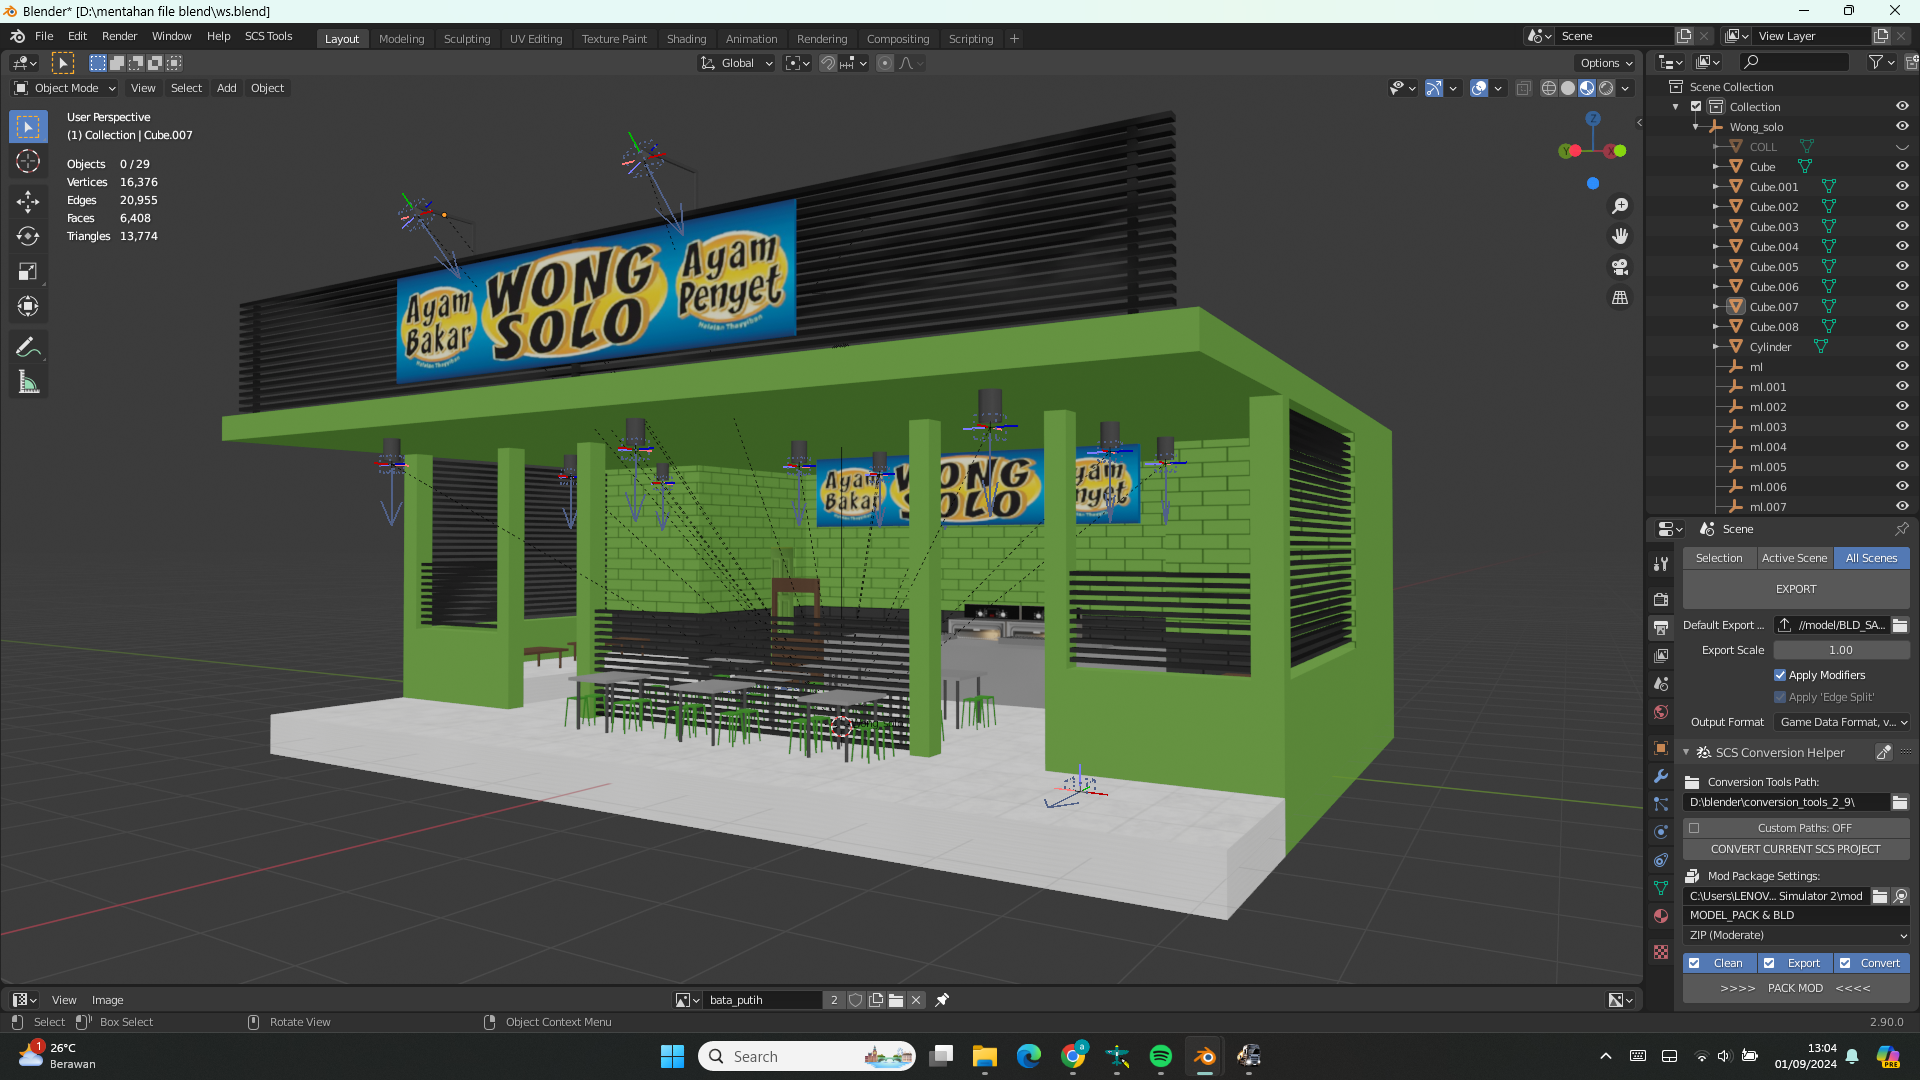 Blender* [D:\mentahan file blend\ws.blend]
File Edit Render Window Help SCS Tools
Layout Modeling Sculpting UV Editing Texture Paint Shading Animation Rendering Compositing Scripting
Scene
View Layer
Global
Options
Object Mode View Select Add Object
User Perspective
(1) Collection | Cube.007
Objects 0 / 29
Vertices 16,376
Edges 20,955
Faces 6,408
Triangles 13,774
Ayam Bakar
WONG SOLO
Ayam Penyet
Ayam Bakar
WONG SOLO
Z
Y
X
Scene Collection
Collection
Wong_solo
COLL
Cube
Cube.001
Cube.002
Cube.003
Cube.004
Cube.005
Cube.006
Cube.007
Cube.008
Cylinder
ml
ml.001
ml.002
ml.003
ml.004
ml.005
ml.006
ml.007
Scene
Selection Active Scene All Scenes
EXPORT
Default Export ... //model/BLD_SA...
Export Scale 1.00
Apply Modifiers
Apply 'Edge Split'
Output Format Game Data Format, v...
SCS Conversion Helper
Conversion Tools Path:
D:\blender\conversion_tools_2_9\
Custom Paths: OFF
CONVERT CURRENT SCS PROJECT
Mod Package Settings:
C:\Users\LENOV... Simulator 2\mod
MODEL_PACK & BLD
ZIP (Moderate)
Clean Export Convert
>>>> PACK MOD <<<<
View Image
bata_putih 2
Select Box Select Rotate View Object Context Menu
2.90.0
1
26°C
Berawan
Search
a
13:04
01/09/2024
PRE